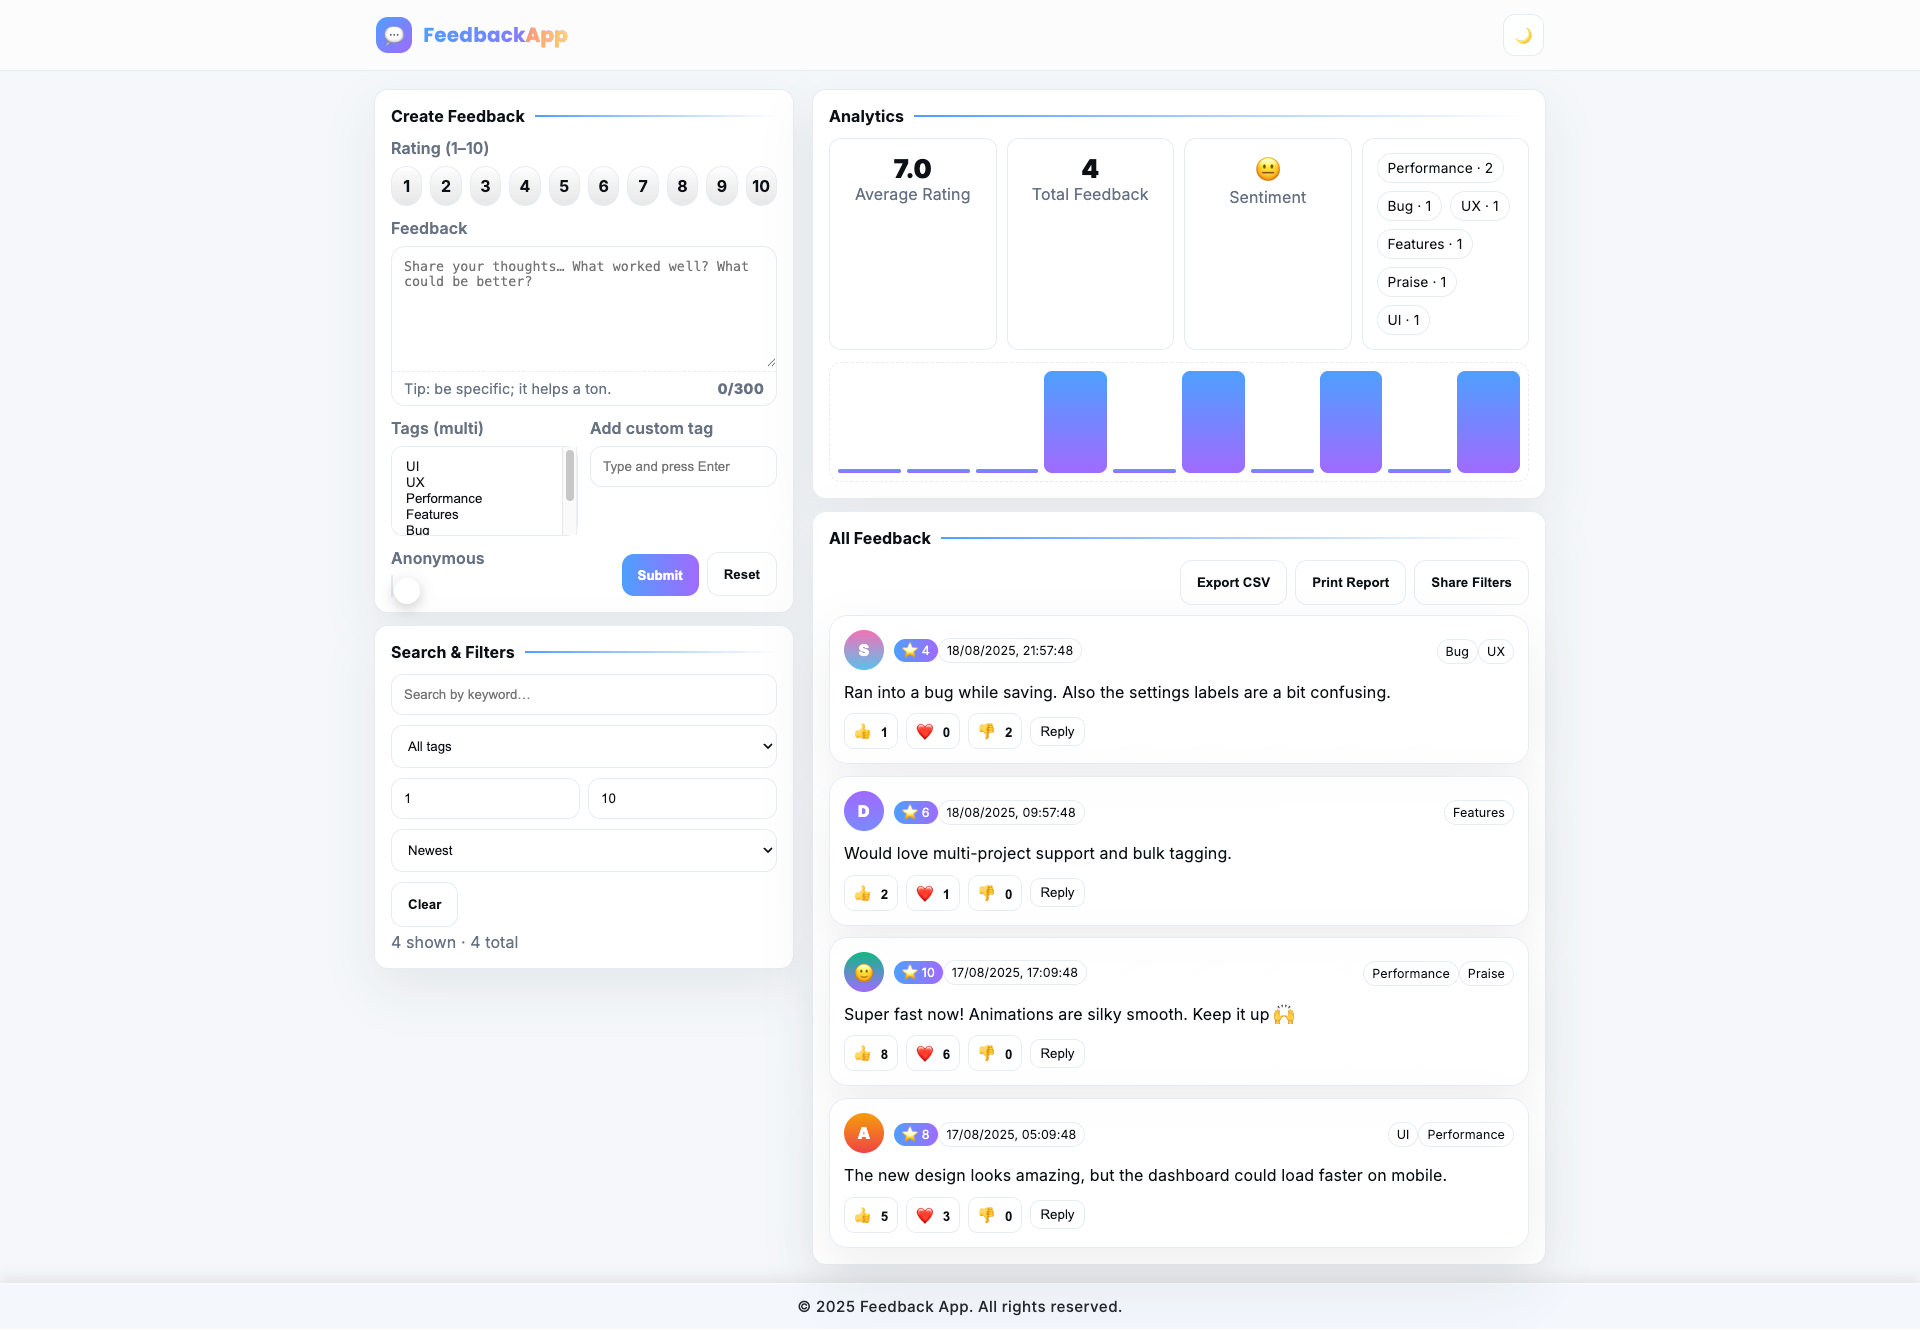 FeedbackApp
Create Feedback
Rating (1–10)
1 2 3 4 5 6 7 8 9 10
Feedback
Share your thoughts… What worked well? What
could be better?
Tip: be specific; it helps a ton. 0/300
Tags (multi) Add custom tag
UI
UX
Performance
Features
Bug
Type and press Enter
Anonymous
Submit Reset
Search & Filters
Search by keyword…
All tags
1 10
Newest
Clear
4 shown · 4 total
Analytics
7.0
Average Rating
4
Total Feedback
Sentiment
Performance · 2
Bug · 1 UX · 1
Features · 1
Praise · 1
UI · 1
All Feedback
Export CSV Print Report Share Filters
S ⭐ 4 18/08/2025, 21:57:48 Bug UX
Ran into a bug while saving. Also the settings labels are a bit confusing.
👍 1 ❤️ 0 👎 2 Reply
D ⭐ 6 18/08/2025, 09:57:48 Features
Would love multi-project support and bulk tagging.
👍 2 ❤️ 1 👎 0 Reply
🙂 ⭐ 10 17/08/2025, 17:09:48 Performance Praise
Super fast now! Animations are silky smooth. Keep it up 🙌
👍 8 ❤️ 6 👎 0 Reply
A ⭐ 8 17/08/2025, 05:09:48 UI Performance
The new design looks amazing, but the dashboard could load faster on mobile.
👍 5 ❤️ 3 👎 0 Reply
© 2025 Feedback App. All rights reserved.